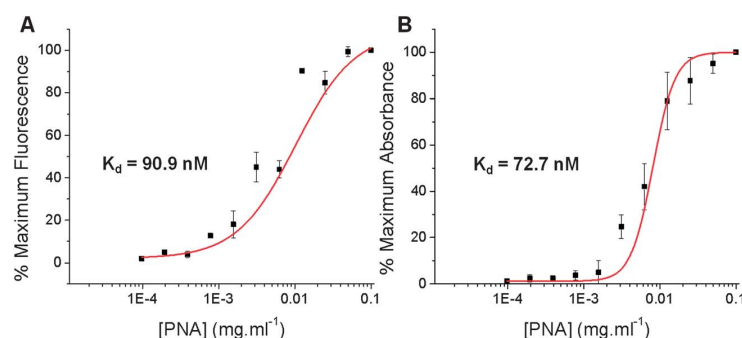 A
% Maximum Fluorescence
100
80
60
40
20
0
K_d = 90.9 nM
1E-4 1E-3 0.01 0.1
[PNA] (mg.ml⁻¹)
B
% Maximum Absorbance
100
80
60
40
20
0
K_d = 72.7 nM
1E-4 1E-3 0.01 0.1
[PNA] (mg.ml⁻¹)